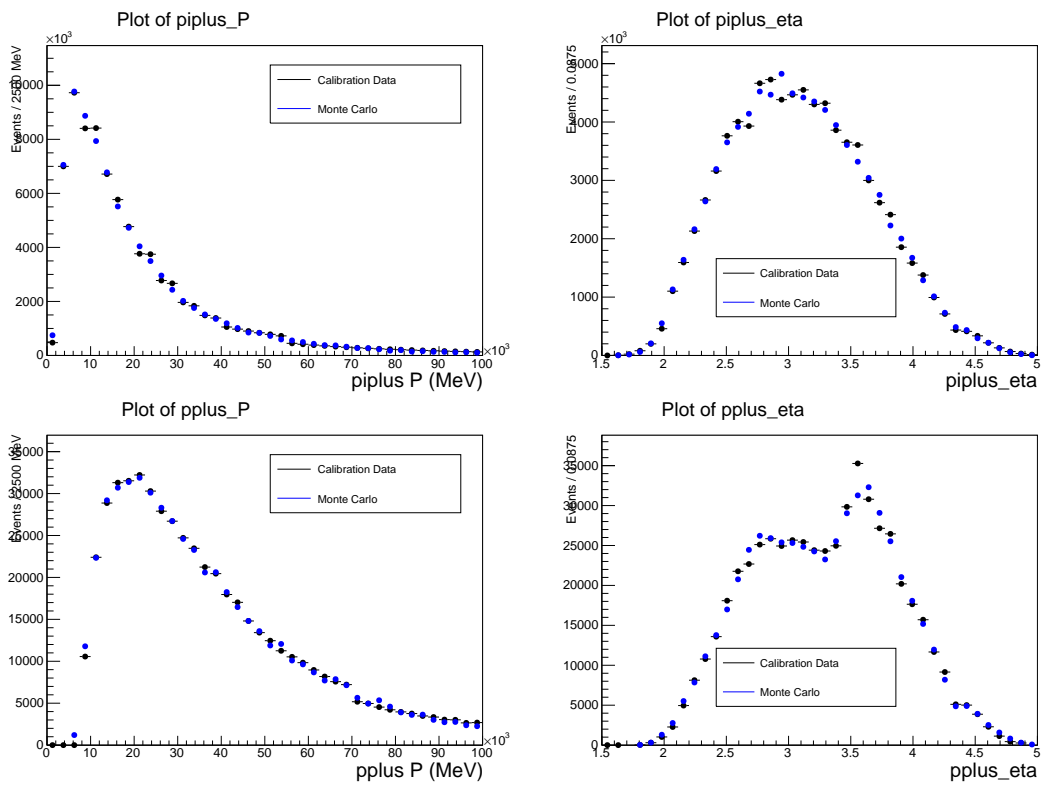 Plot of piplus_P
×10³
Events / 2500 MeV
10000
8000
6000
4000
2000
0
Calibration Data
Monte Carlo
0 10 20 30 40 50 60 70 80 90 100
×10³
piplus P (MeV)
Plot of piplus_eta
×10³
Events / 0.0875
5000
4000
3000
2000
1000
0
Calibration Data
Monte Carlo
1.5 2 2.5 3 3.5 4 4.5 5
piplus_eta
Plot of pplus_P
Events / 2500 MeV
35000
30000
25000
20000
15000
10000
5000
0
Calibration Data
Monte Carlo
0 10 20 30 40 50 60 70 80 90 100
×10³
pplus P (MeV)
Plot of pplus_eta
Events / 0.0875
35000
30000
25000
20000
15000
10000
5000
0
Calibration Data
Monte Carlo
1.5 2 2.5 3 3.5 4 4.5 5
pplus_eta